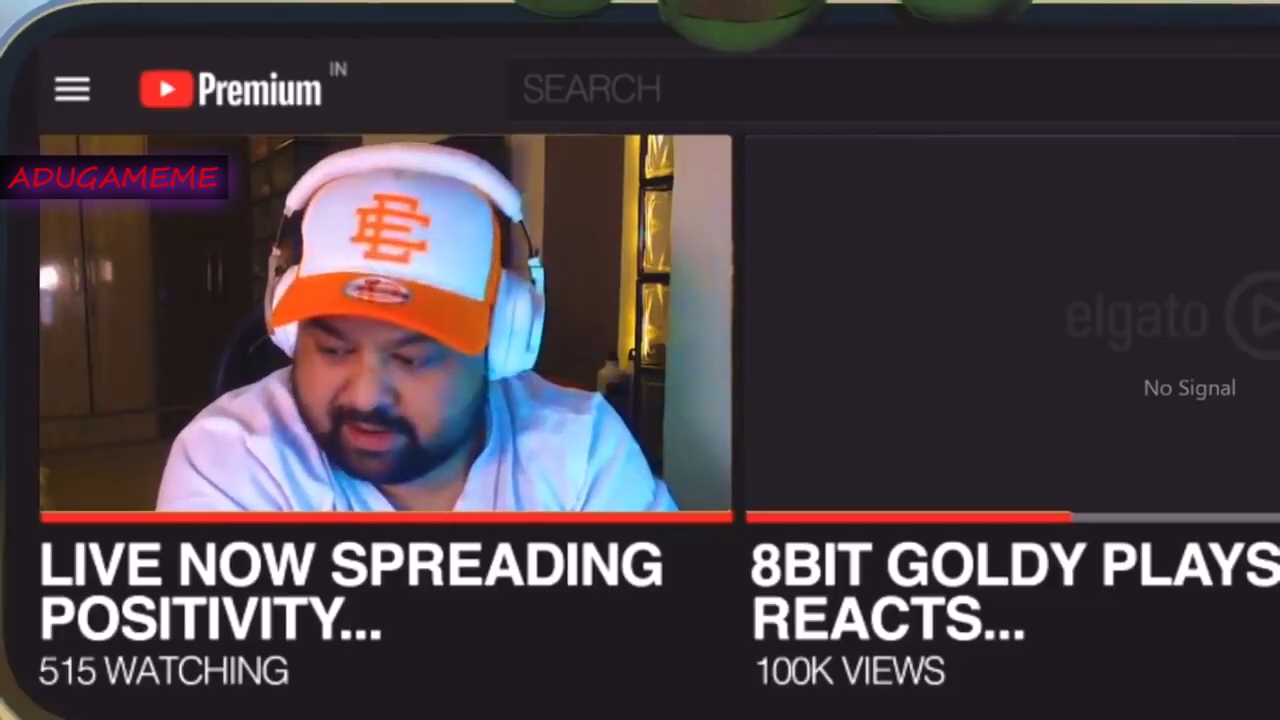 Premium IN
SEARCH
ADUGAMEME
elgato
No Signal
LIVE NOW SPREADING
POSITIVITY...
515 WATCHING
8BIT GOLDY PLAYS
REACTS...
100K VIEWS